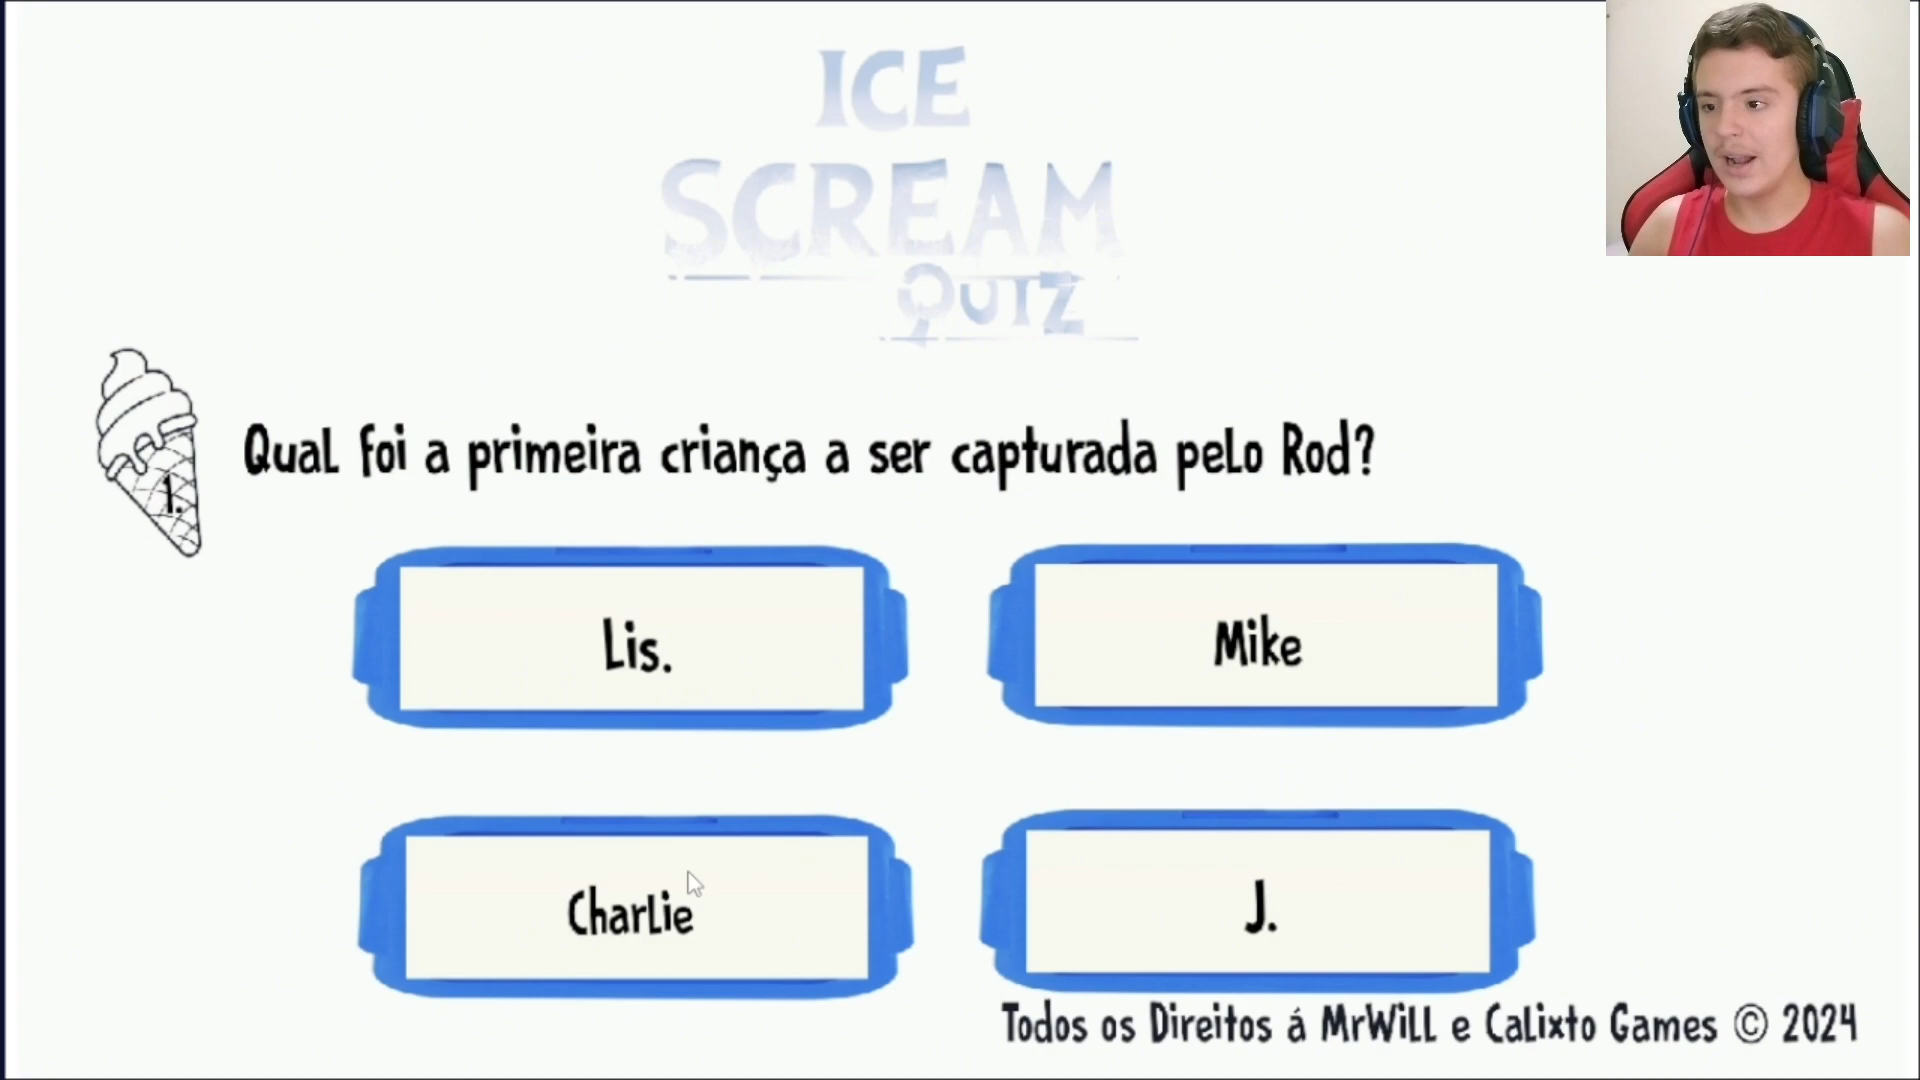 ICE
SCREAM
QUIZ
1.
Qual foi a primeira criança a ser capturada pelo Rod?
Lis.
Mike
Charlie
J.
Todos os Direitos á MrWill e Calixto Games © 2024